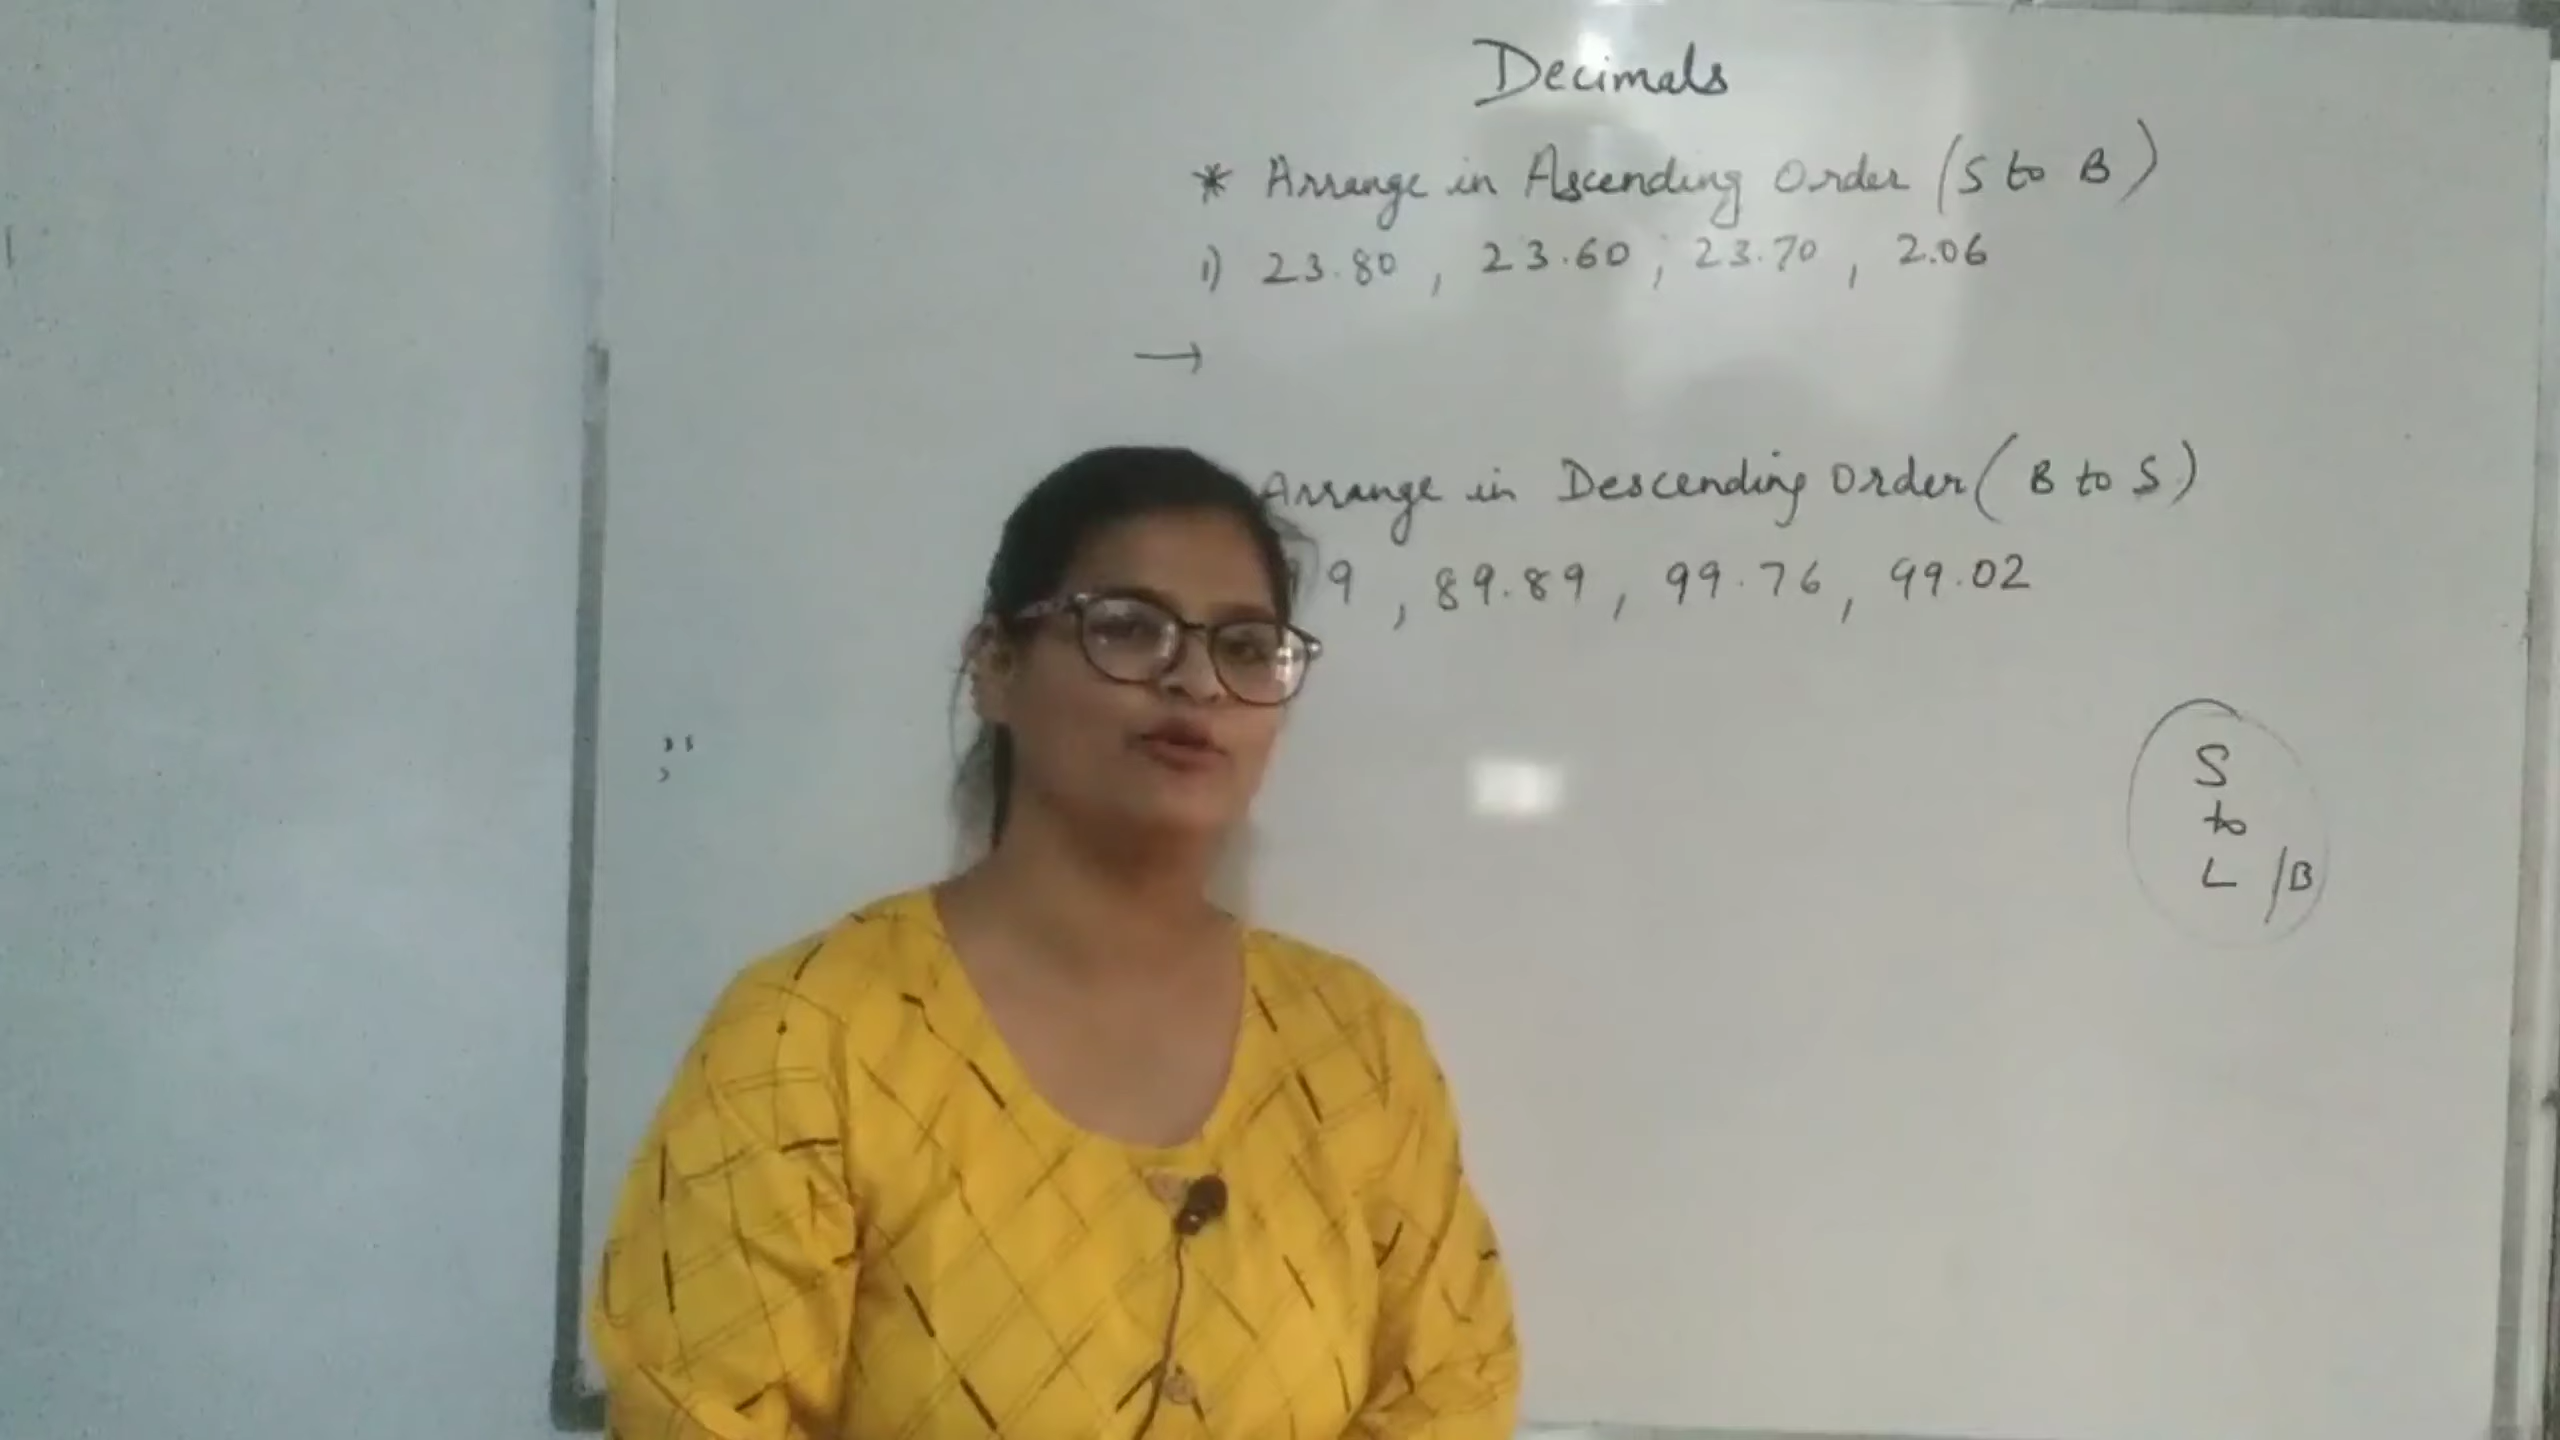 Decimals
* Arrange in Ascending Order (S to B)
1) 23.80 , 23.60 , 23.70 , 2.06
→
Arrange in Descending Order ( B to S )
, 89.89 , 99.76 , 99.02
S
to
L /B